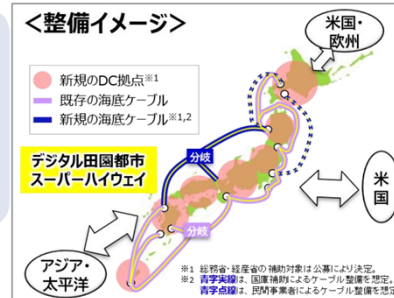 ＜整備イメージ＞
米国・
欧州
新規のDC拠点※1
既存の海底ケーブル
新規の海底ケーブル※1,2
分岐
デジタル田園都市
スーパーハイウェイ
米
国
分岐
アジア・
太平洋
※1 総務省・経産省の補助対象は公募により決定。
※2 青字実線は、国庫補助によるケーブル整備を想定。
青字点線は、民間事業者によるケーブル整備を想定